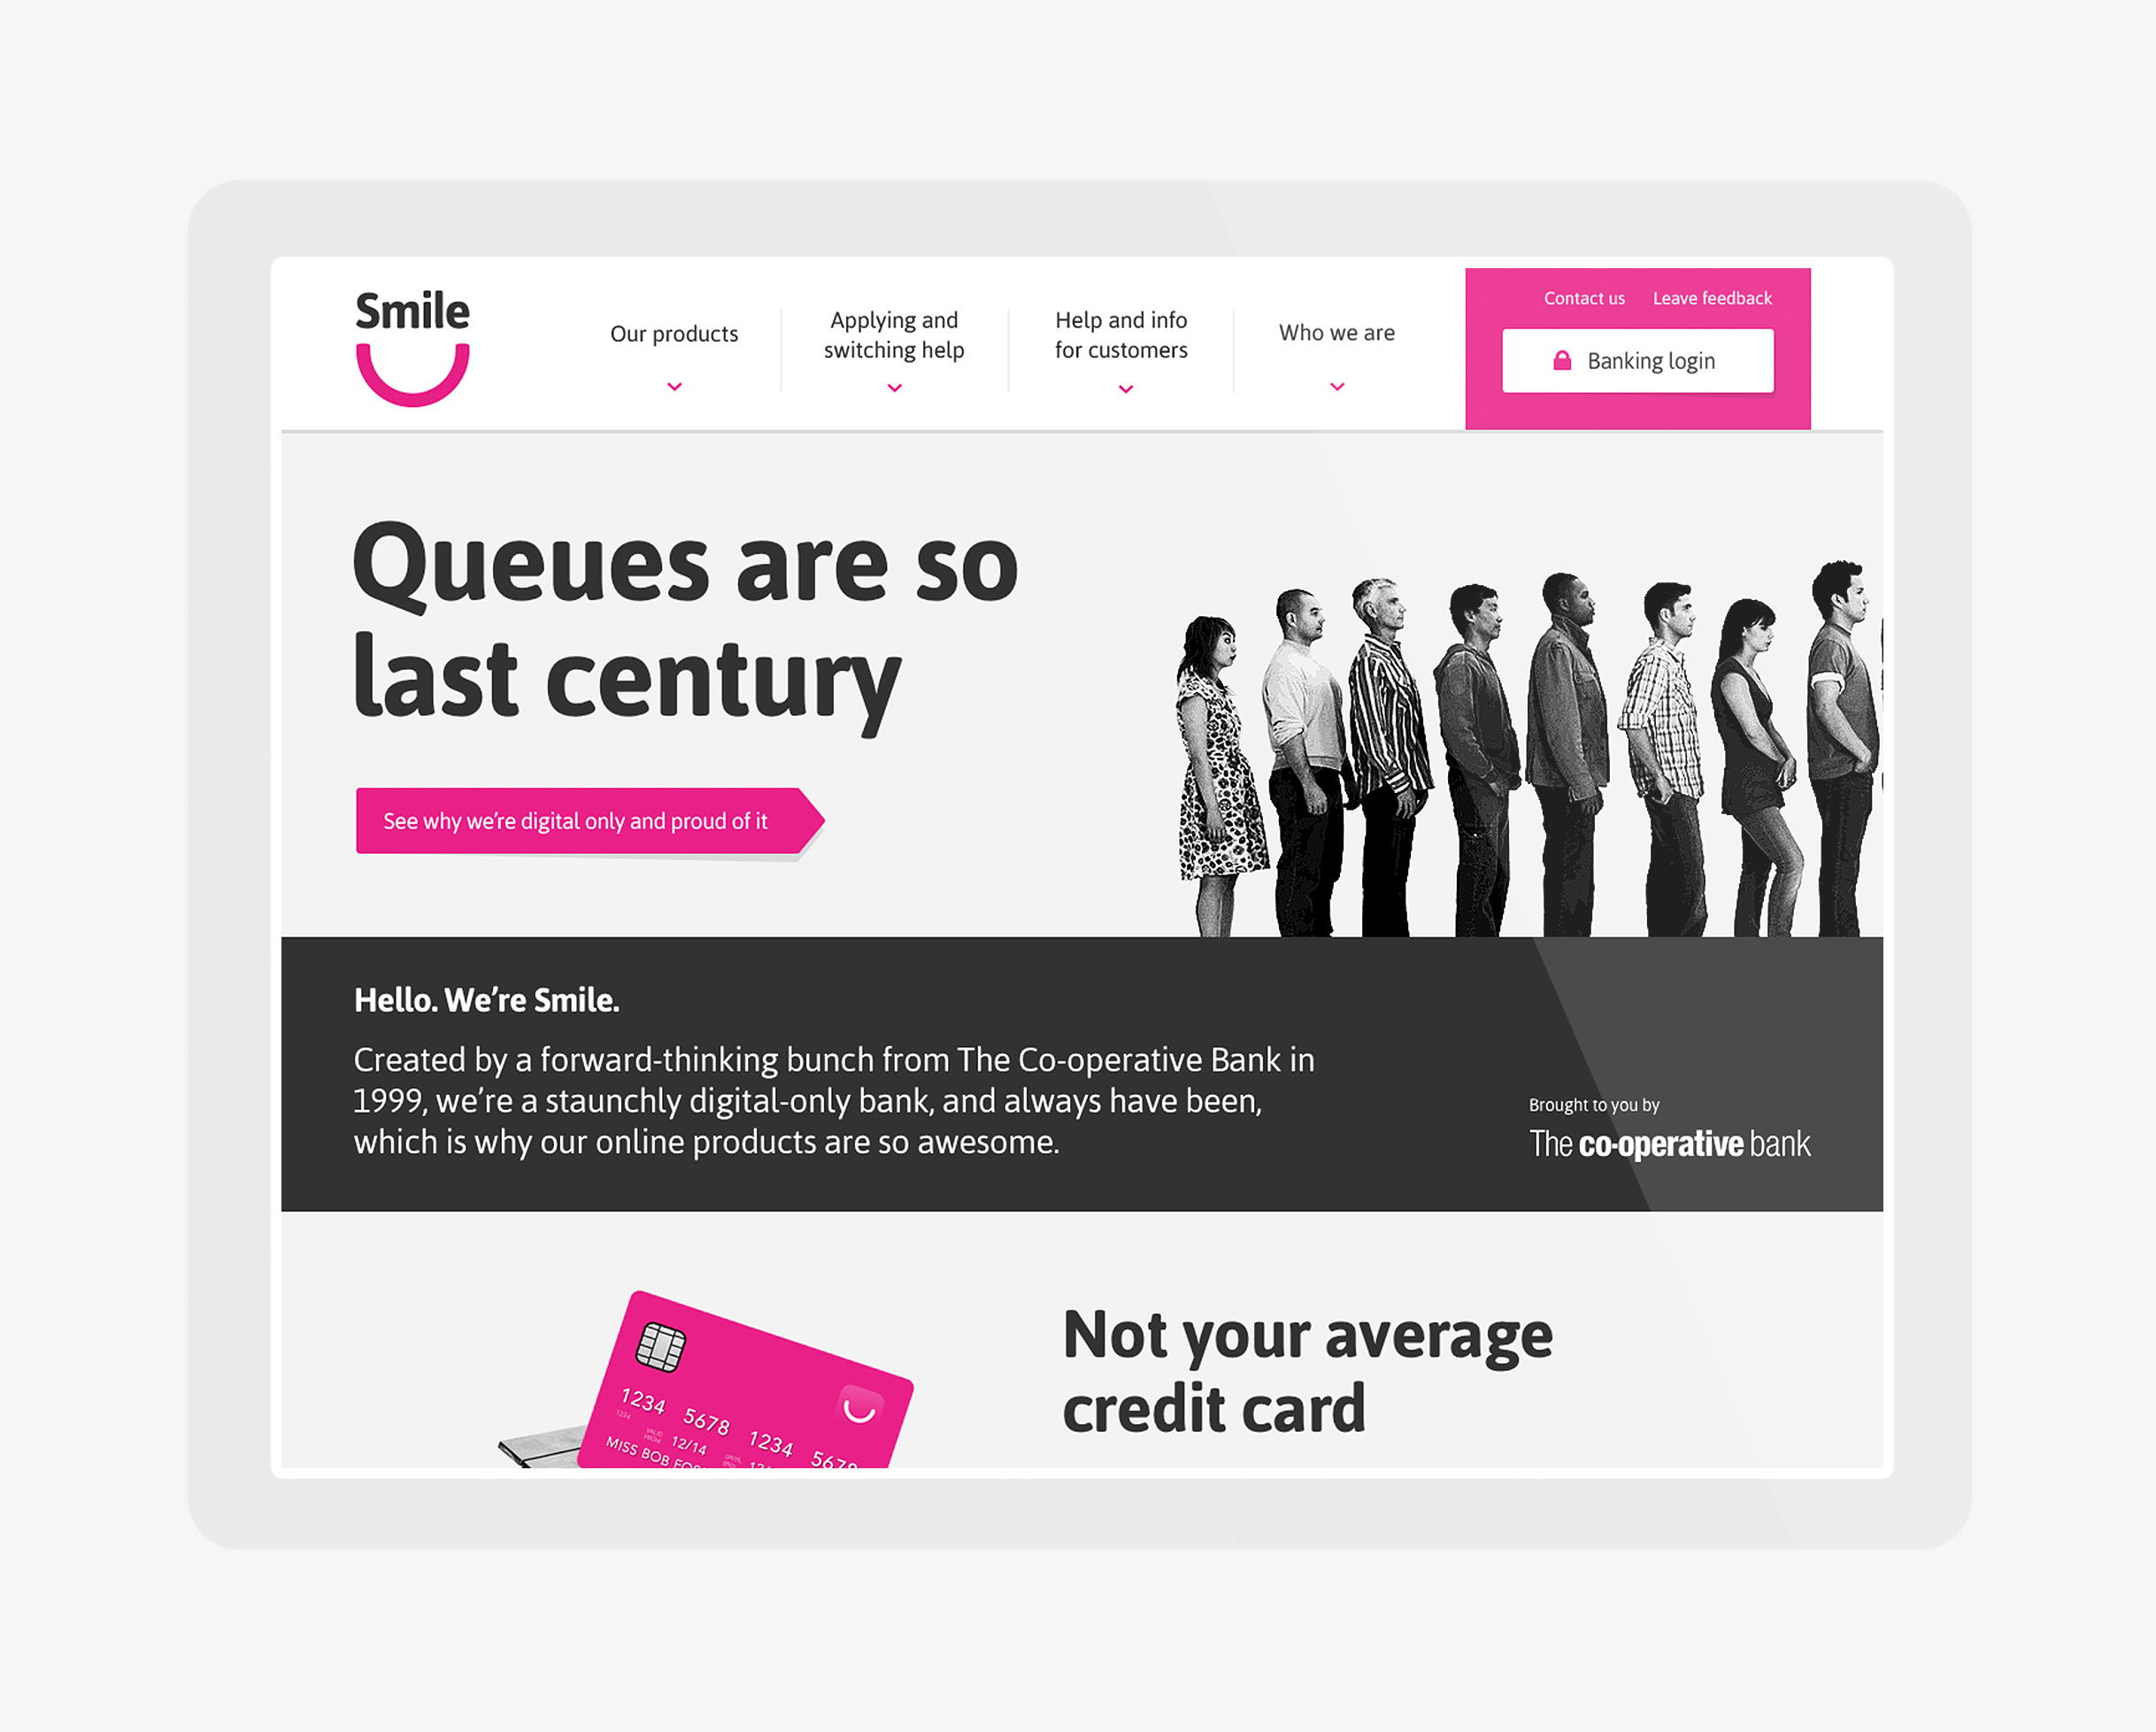 Smile
Our products
Applying and
switching help
Help and info
for customers
Who we are
Contact us
Leave feedback
Banking login
Queues are so
last century
See why we’re digital only and proud of it
Hello. We’re Smile.
Created by a forward-thinking bunch from The Co-operative Bank in
1999, we’re a staunchly digital-only bank, and always have been,
which is why our online products are so awesome.
Brought to you by
The co-operative bank
Not your average
credit card
1234 5678 1234 5678
1234
VALID
FROM
12/14
MISS BOB